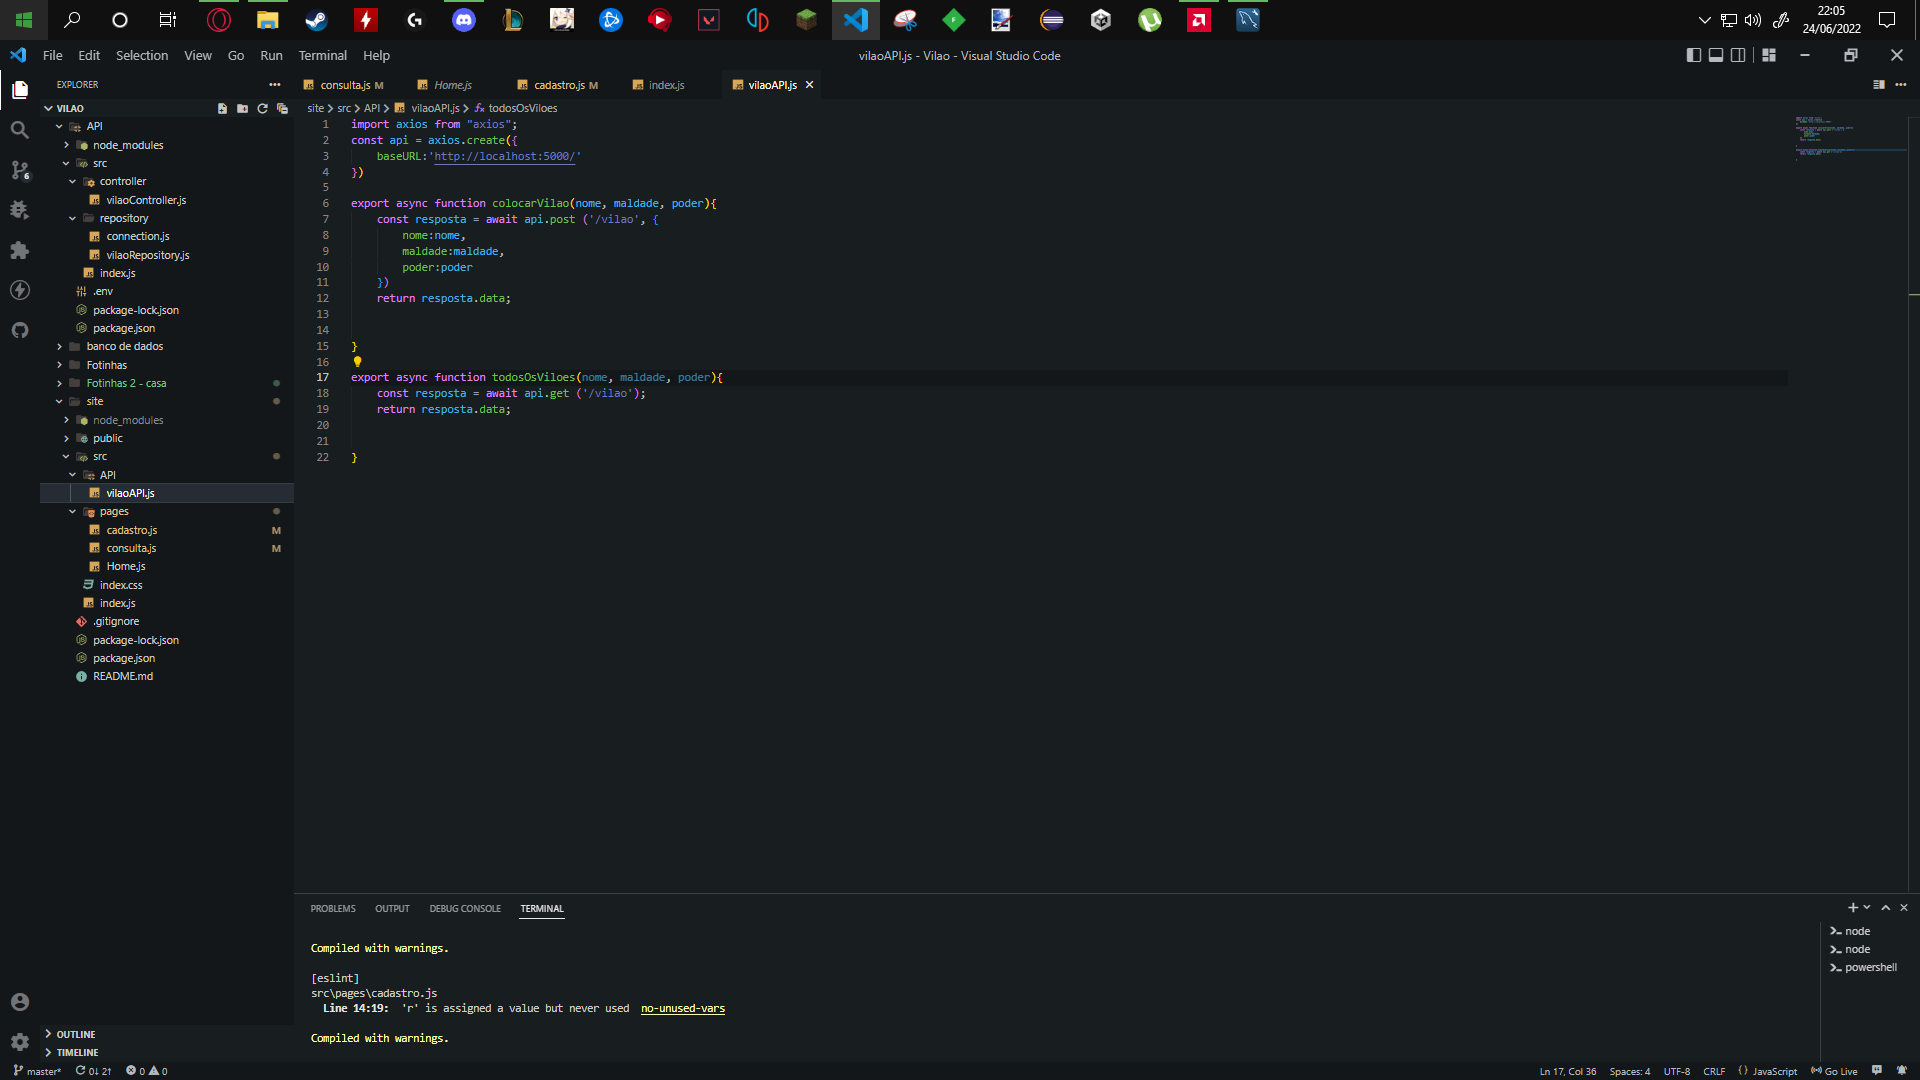 22:05
24/06/2022
File Edit Selection View Repository Go Run Terminal Help
vilaoAPI.js - Vilao - Visual Studio Code
EXPLORER
VILAO
API
node_modules
src
controller
vilaoController.js
repository
connection.js
vilaoRepository.js
index.js
.env
package-lock.json
package.json
banco de dados
Fotinhas
Fotinhas 2 - casa
site
node_modules
public
src
API
vilaoAPI.js
pages
cadastro.js M
consulta.js M
Home.js
index.css
index.js
.gitignore
package-lock.json
package.json
README.md
OUTLINE
TIMELINE
consulta.js M Home.js cadastro.js M index.js vilaoAPI.js
site > src > API > vilaoAPI.js > todosOsViloes
1 import axios from "axios";
2 const api = axios.create({
3 baseURL:'http://localhost:5000/'
4 })
5
6 export async function colocarVilao(nome, maldade, poder){
7 const resposta = await api.post ('/vilao', {
8 nome:nome,
9 maldade:maldade,
10 poder:poder
11 })
12 return resposta.data;
13
14
15 }
16
17 export async function todosOsViloes(nome, maldade, poder){
18 const resposta = await api.get ('/vilao');
19 return resposta.data;
20
21
22 }
PROBLEMS OUTPUT DEBUG CONSOLE TERMINAL
Compiled with warnings.
[eslint]
src\pages\cadastro.js
Line 14:19: 'r' is assigned a value but never used no-unused-vars
Compiled with warnings.
node
node
powershell
master* 0↓ 2↑ 0 0
Ln 17, Col 36 Spaces: 4 UTF-8 CRLF {} JavaScript Go Live